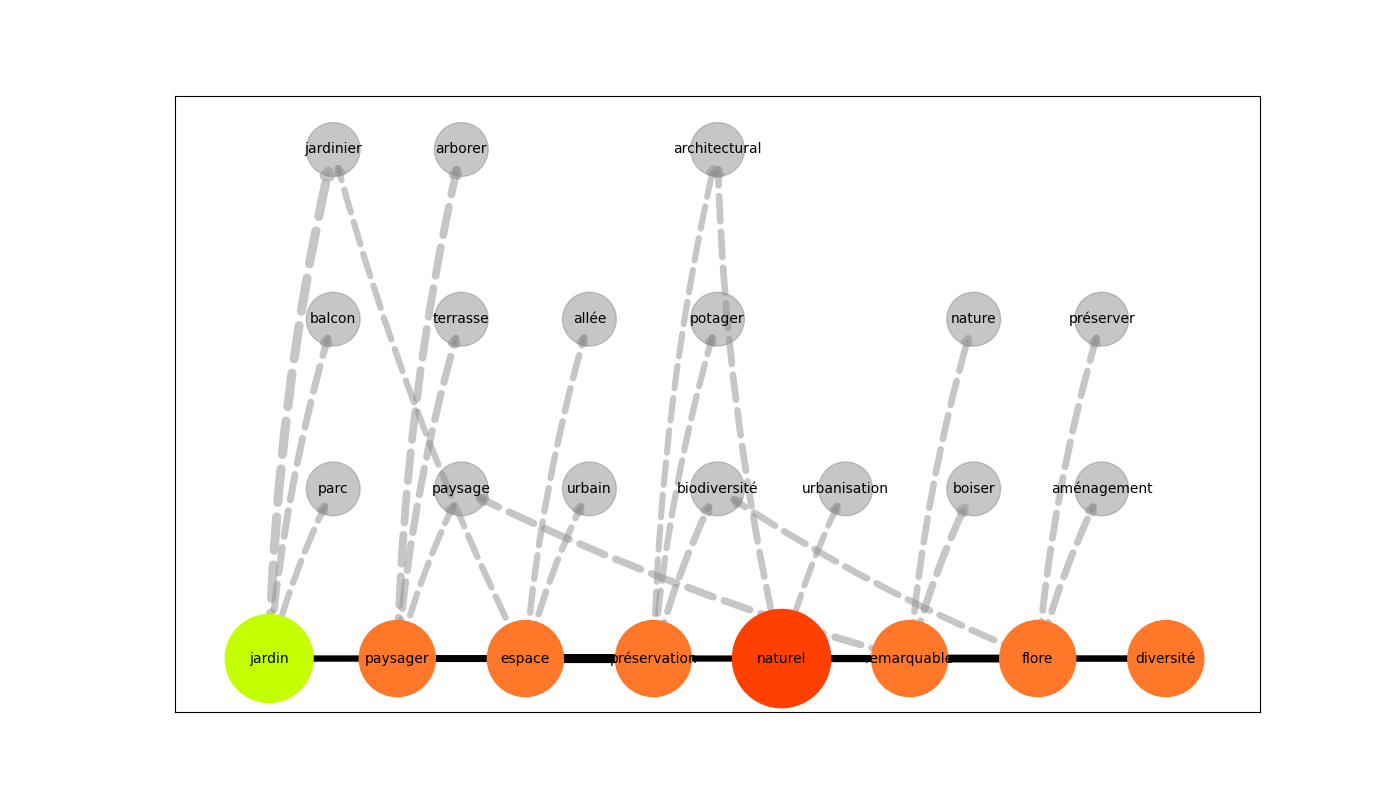 jardinier arborer architectural
balcon terrasse allée potager nature préserver
parc paysage urbain biodiversité urbanisation boiser aménagement
jardin paysager espace préservation naturel remarquable flore diversité